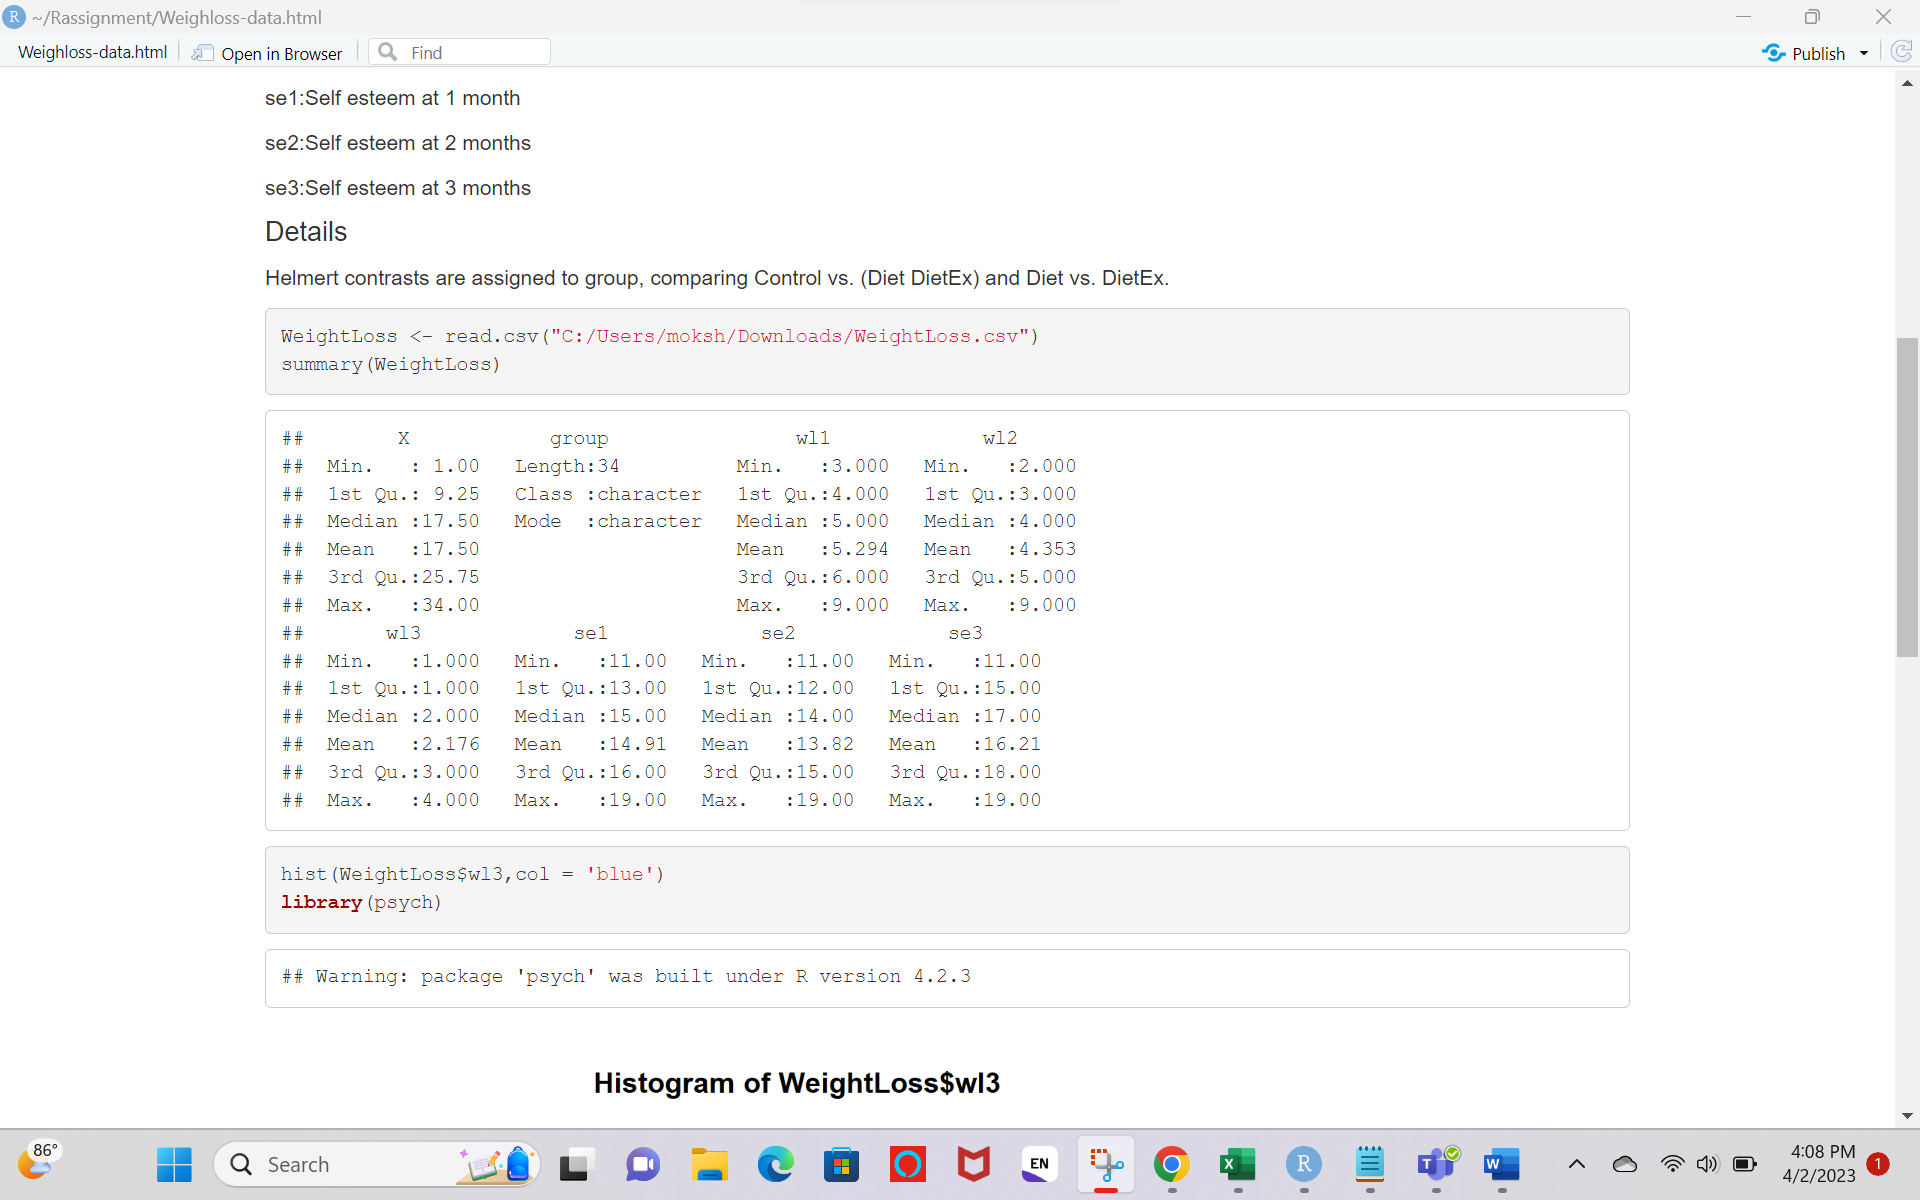 ~/Rassignment/Weighloss-data.html
Weighloss-data.html Open in Browser Find Publish
se1:Self esteem at 1 month
se2:Self esteem at 2 months
se3:Self esteem at 3 months
Details
Helmert contrasts are assigned to group, comparing Control vs. (Diet DietEx) and Diet vs. DietEx.
WeightLoss <- read.csv("C:/Users/moksh/Downloads/WeightLoss.csv")
summary(WeightLoss)
##        X            group                wl1             wl2
##  Min.   : 1.00   Length:34          Min.   :3.000   Min.   :2.000
##  1st Qu.: 9.25   Class :character   1st Qu.:4.000   1st Qu.:3.000
##  Median :17.50   Mode  :character   Median :5.000   Median :4.000
##  Mean   :17.50                      Mean   :5.294   Mean   :4.353
##  3rd Qu.:25.75                      3rd Qu.:6.000   3rd Qu.:5.000
##  Max.   :34.00                      Max.   :9.000   Max.   :9.000
##       wl3             se1             se2             se3
##  Min.   :1.000   Min.   :11.00   Min.   :11.00   Min.   :11.00
##  1st Qu.:1.000   1st Qu.:13.00   1st Qu.:12.00   1st Qu.:15.00
##  Median :2.000   Median :15.00   Median :14.00   Median :17.00
##  Mean   :2.176   Mean   :14.91   Mean   :13.82   Mean   :16.21
##  3rd Qu.:3.000   3rd Qu.:16.00   3rd Qu.:15.00   3rd Qu.:18.00
##  Max.   :4.000   Max.   :19.00   Max.   :19.00   Max.   :19.00
hist(WeightLoss$wl3,col = 'blue')
library(psych)
## Warning: package 'psych' was built under R version 4.2.3
Histogram of WeightLoss$wl3
86°
Search
EN
4:08 PM
4/2/2023
1